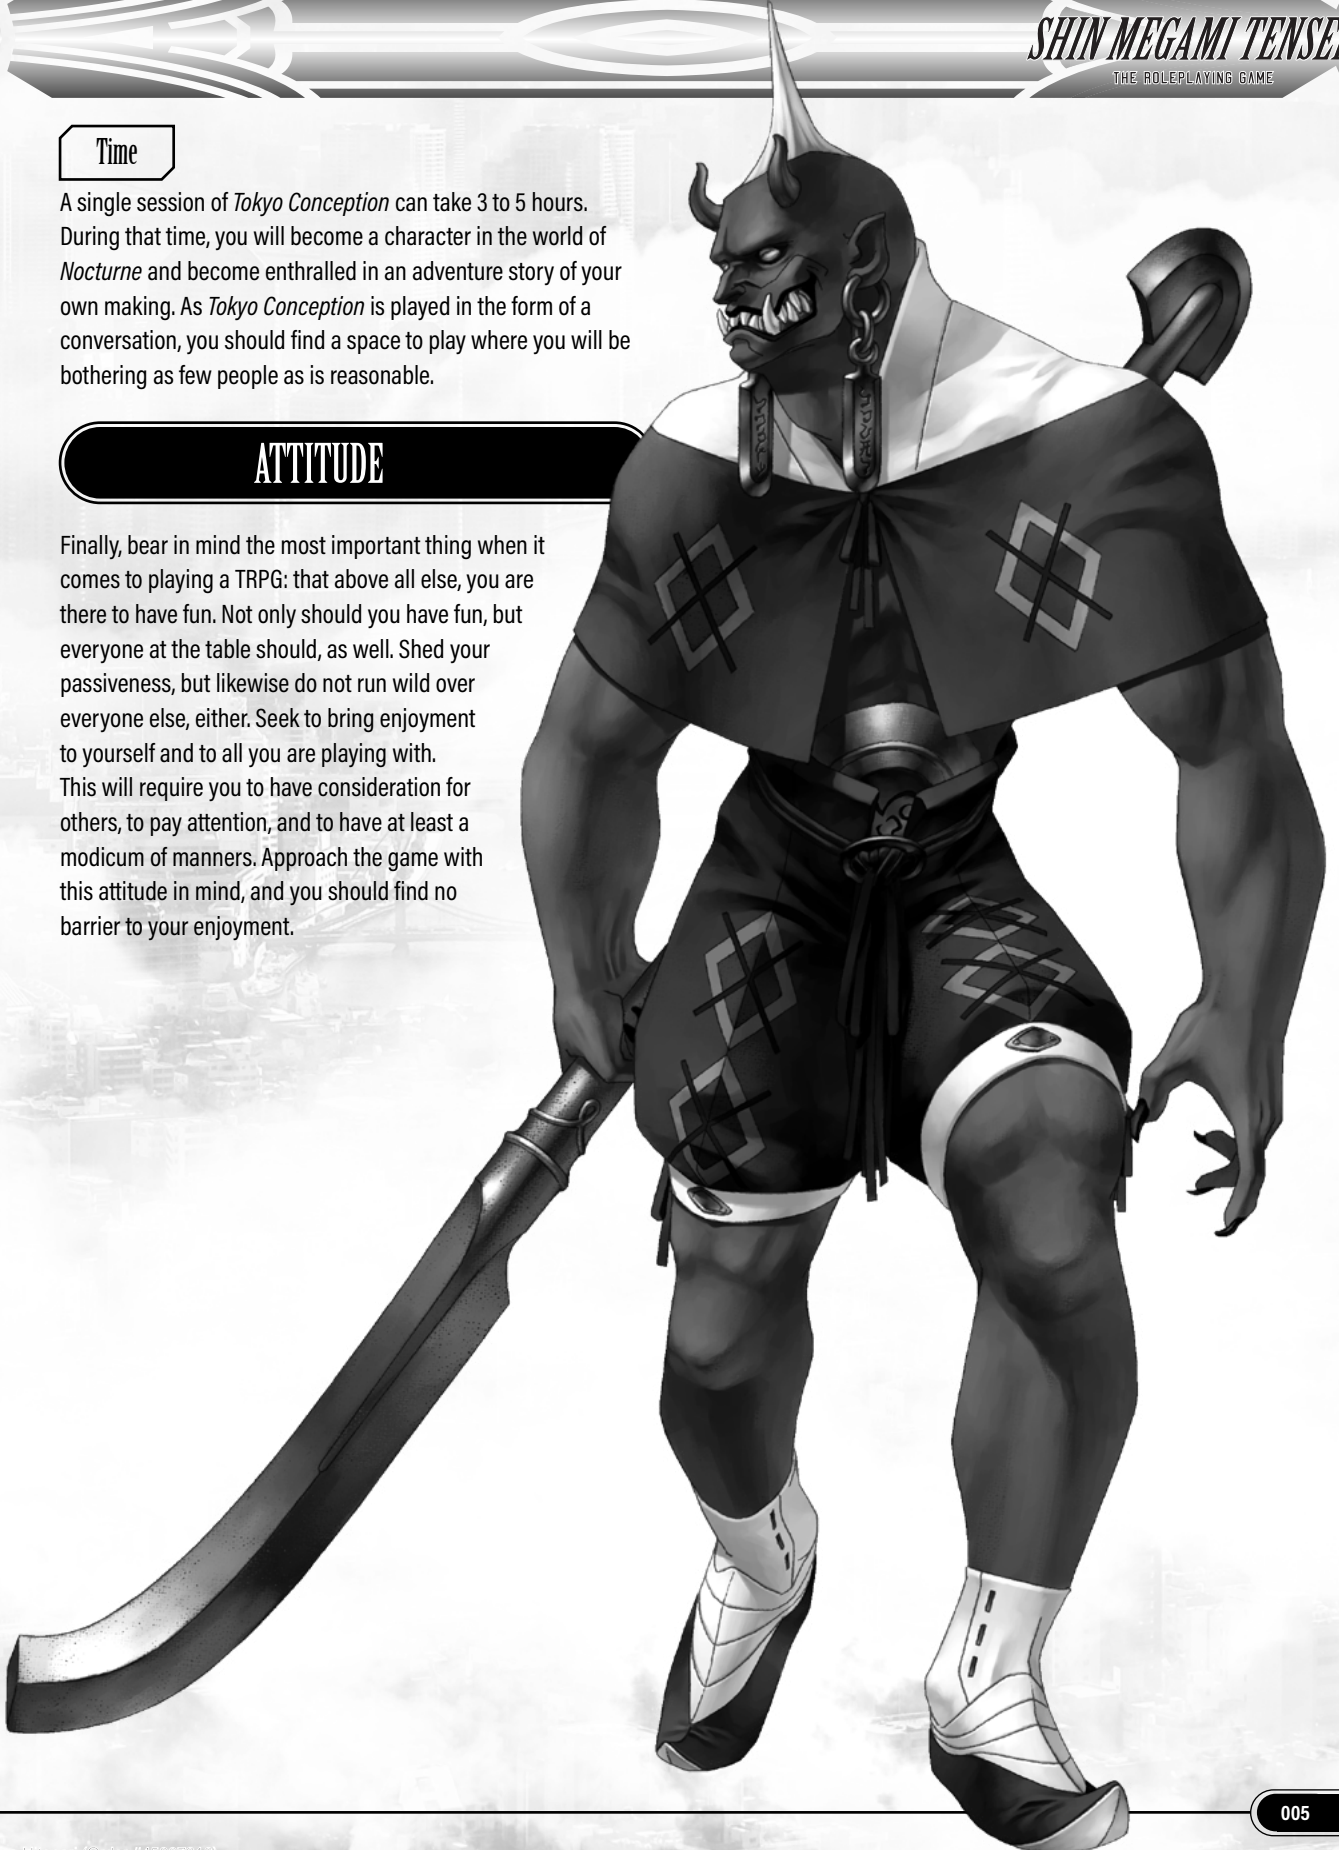 SHIN MEGAMI TENSEI
THE ROLEPLAYING GAME
Time
A single session of Tokyo Conception can take 3 to 5 hours.
During that time, you will become a character in the world of
Nocturne and become enthralled in an adventure story of your
own making. As Tokyo Conception is played in the form of a
conversation, you should find a space to play where you will be
bothering as few people as is reasonable.
ATTITUDE
Finally, bear in mind the most important thing when it
comes to playing a TRPG: that above all else, you are
there to have fun. Not only should you have fun, but
everyone at the table should, as well. Shed your
passiveness, but likewise do not run wild over
everyone else, either. Seek to bring enjoyment
to yourself and to all you are playing with.
This will require you to have consideration for
others, to pay attention, and to have at least a
modicum of manners. Approach the game with
this attitude in mind, and you should find no
barrier to your enjoyment.
005